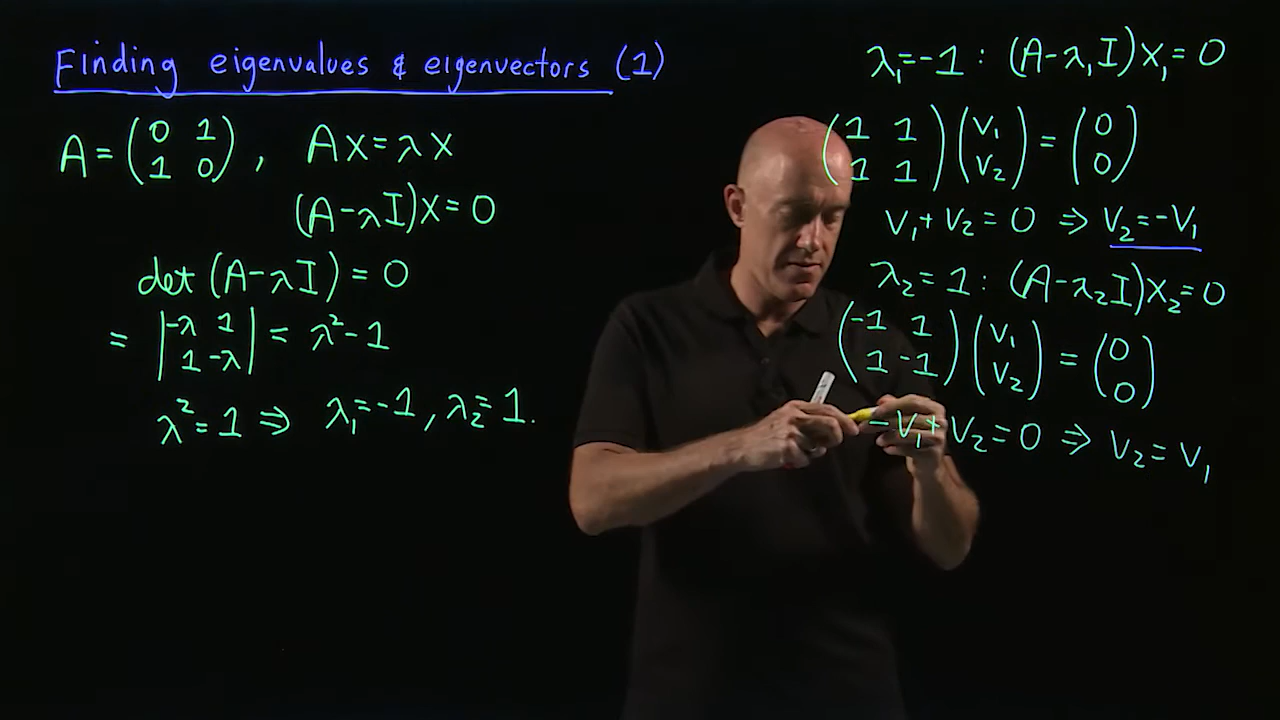 Finding eigenvalues & eigenvectors (1)
A = (0 1
1 0), Ax = λx
(A-λI)x = 0
det (A-λI) = 0
= |-λ 1
1 -λ| = λ²-1
λ² = 1 ⇒ λ₁=-1, λ₂=1.
λ₁=-1 : (A-λ₁I)x₁=0
(1 1
1 1) (v₁
v₂) = (0
0)
v₁+v₂=0 ⇒ v₂=-v₁
λ₂=1 : (A-λ₂I)x₂=0
(-1 1
1 -1) (v₁
v₂) = (0
0)
-v₁+v₂=0 ⇒ v₂=v₁